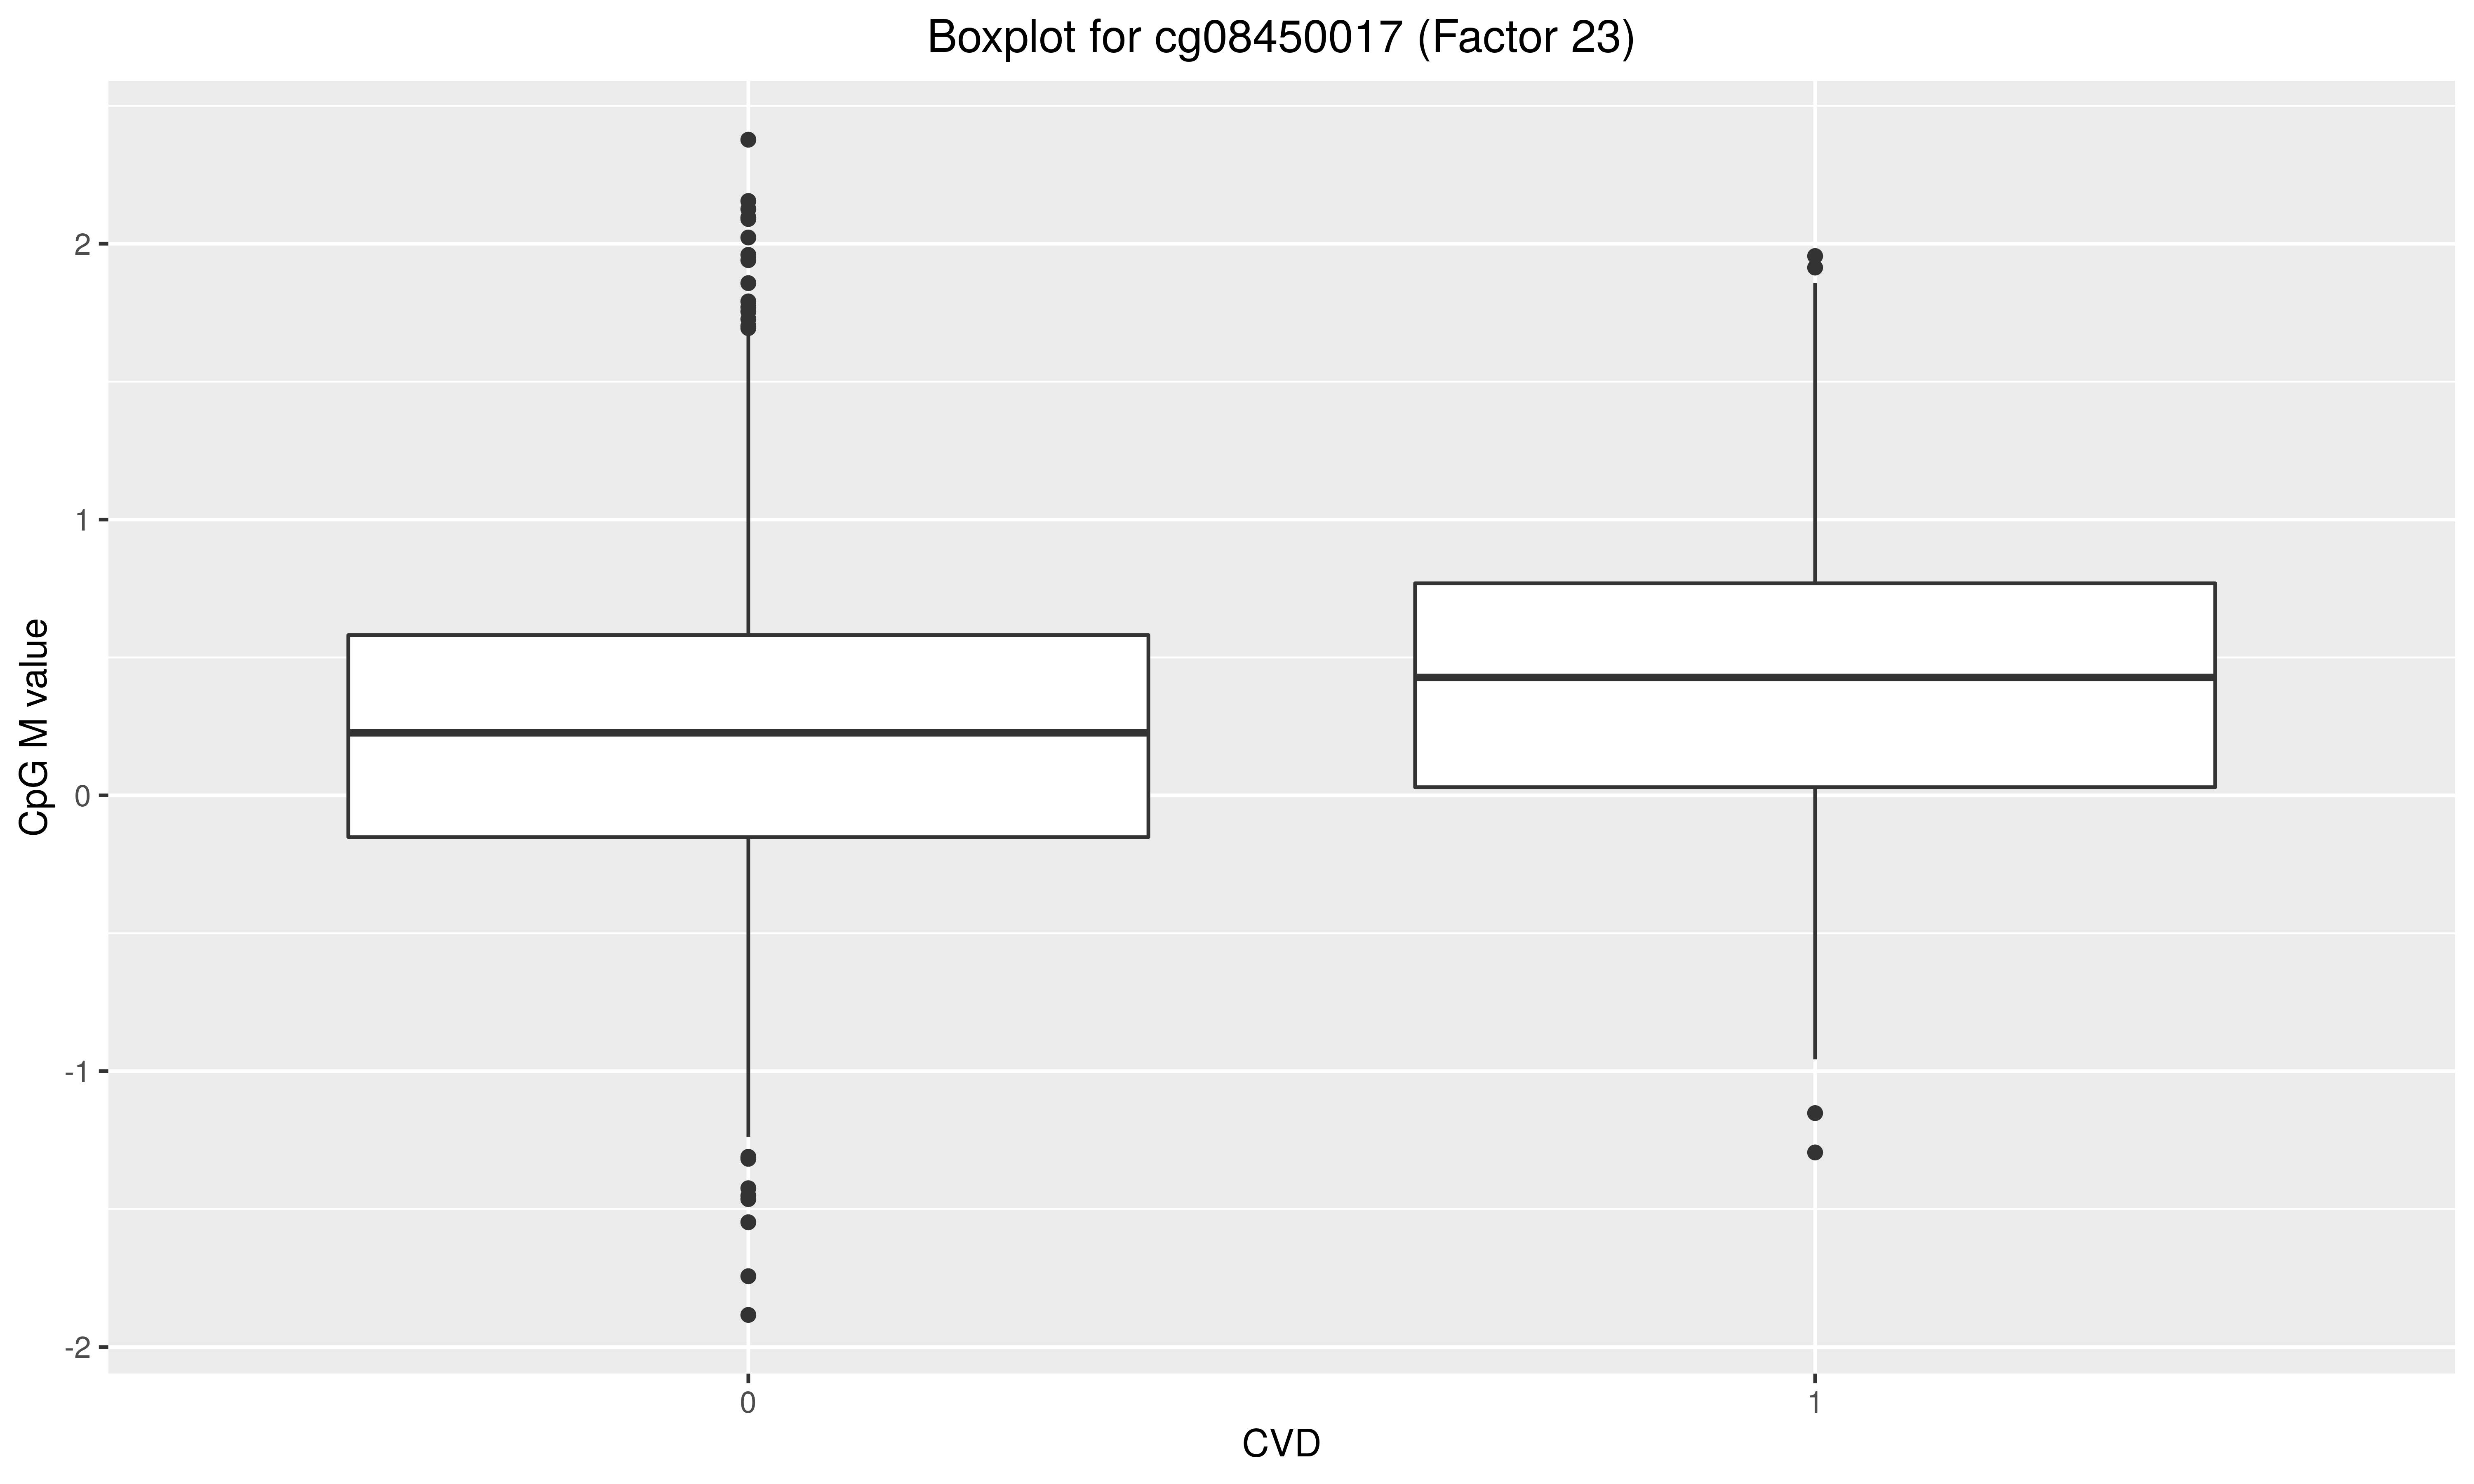 Boxplot for cg08450017 (Factor 23)
CpG M value
2
1
0
-1
-2
0
1
CVD